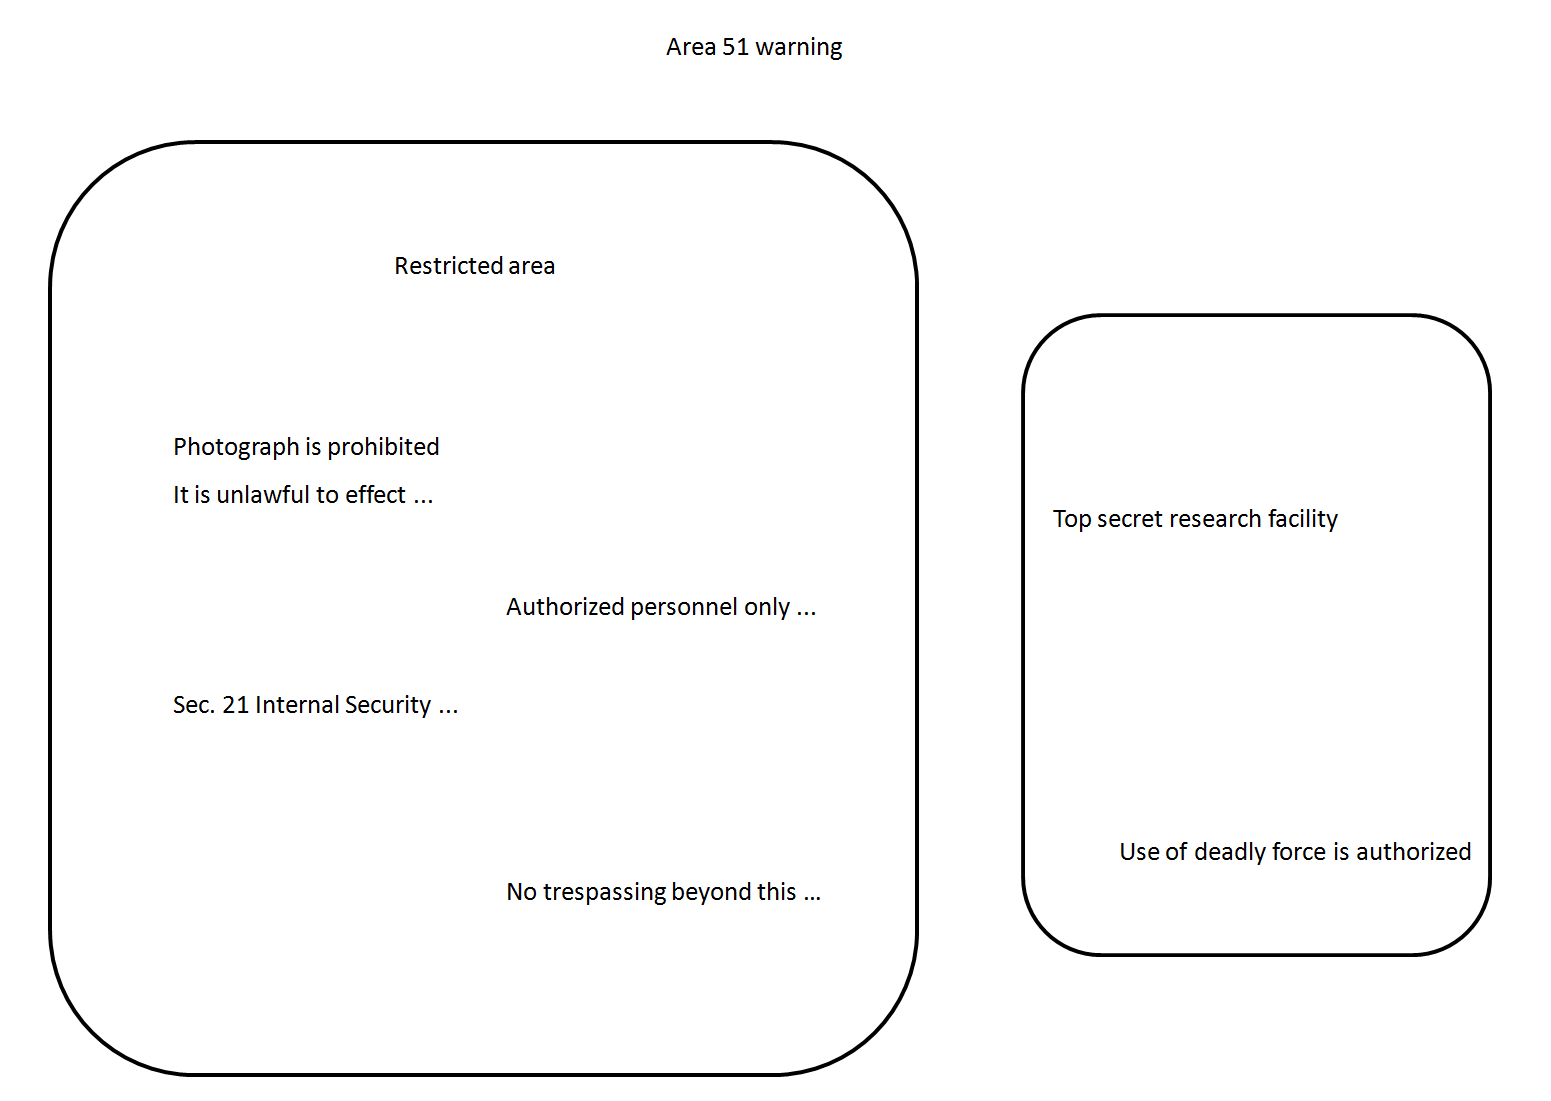 Area 51 warning
Restricted area
Photograph is prohibited
It is unlawful to effect ...
Authorized personnel only ...
Sec. 21 Internal Security ...
No trespassing beyond this ...
Top secret research facility
Use of deadly force is authorized